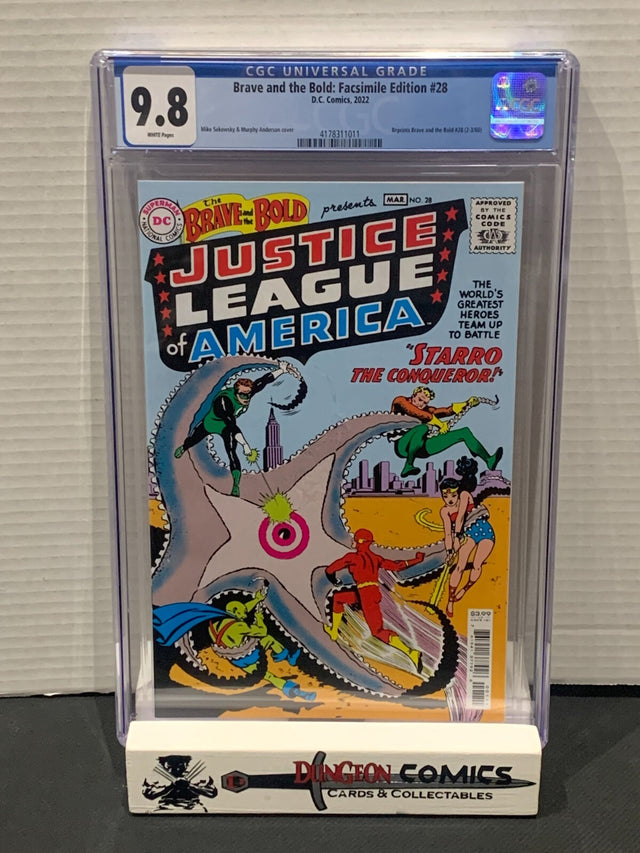 CGC UNIVERSAL GRADE
9.8
WHITE Pages
Brave and the Bold: Facsimile Edition #28
D.C. Comics, 2022
Mike Sekowsky & Murphy Anderson cover
4178311011
Reprints Brave and the Bold #28 (2-3/60)
CGC
SUPERMAN
DC
NATIONAL COMICS
the
BRAVE and the BOLD
presents
MAR.
NO. 28
APPROVED
BY THE
COMICS
CODE
AUTHORITY
JUSTICE
LEAGUE
of AMERICA
THE
WORLD'S
GREATEST
HEROES
TEAM UP
TO BATTLE
"STARRO
THE CONQUEROR!"
$3.99
DUNGEON COMICS
CARDS & COLLECTABLES